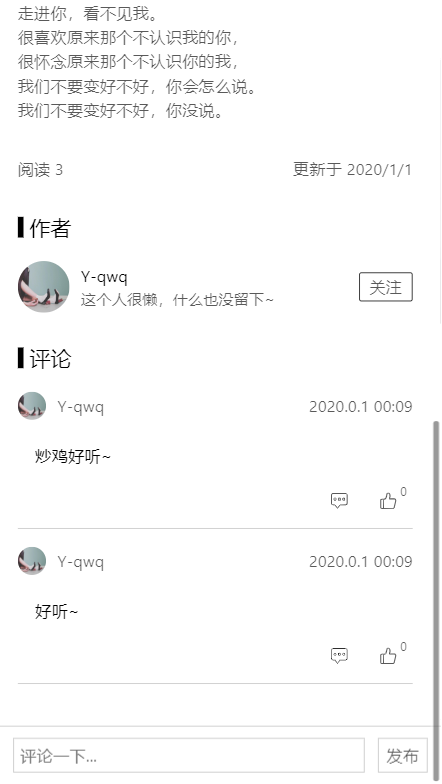 走进你，看不见我。
很喜欢原来那个不认识我的你，
很怀念原来那个不认识你的我，
我们不要变好不好，你会怎么说。
我们不要变好不好，你没说。
阅读 3 更新于 2020/1/1
作者
Y-qwq
这个人很懒，什么也没留下~
关注
评论
Y-qwq 2020.0.1 00:09
炒鸡好听~
0
Y-qwq 2020.0.1 00:09
好听~
0
评论一下... 发布